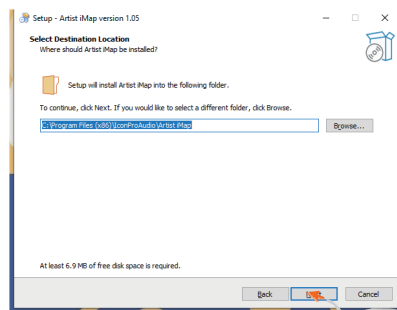 Setup - Artist iMap version 1.05
Select Destination Location
Where should Artist iMap be installed?
Setup will install Artist iMap into the following folder.
To continue, click Next. If you would like to select a different folder, click Browse.
C:\Program Files (x86)\IconProAudio\Artist iMap
Browse...
At least 6.9 MB of free disk space is required.
Back
Cancel